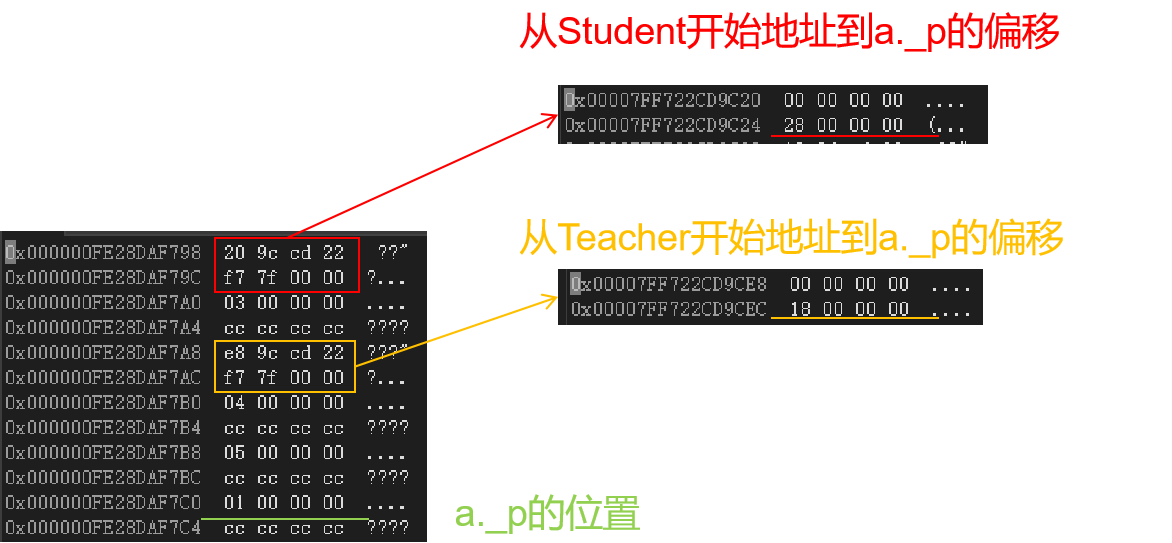 从Student开始地址到a._p的偏移
0x00007FF722CD9C20 00 00 00 00 ....
0x00007FF722CD9C24 28 00 00 00 (...
从Teacher开始地址到a._p的偏移
0x00007FF722CD9CE8 00 00 00 00 ....
0x00007FF722CD9CEC 18 00 00 00 ....
0x000000FE28DAF798 20 9c cd 22 ??"
0x000000FE28DAF79C f7 7f 00 00 ?...
0x000000FE28DAF7A0 03 00 00 00 ....
0x000000FE28DAF7A4 cc cc cc cc ????
0x000000FE28DAF7A8 e8 9c cd 22 ???"
0x000000FE28DAF7AC f7 7f 00 00 ?...
0x000000FE28DAF7B0 04 00 00 00 ....
0x000000FE28DAF7B4 cc cc cc cc ????
0x000000FE28DAF7B8 05 00 00 00 ....
0x000000FE28DAF7BC cc cc cc cc ????
0x000000FE28DAF7C0 01 00 00 00 ....
0x000000FE28DAF7C4 cc cc cc cc ????
a._p的位置